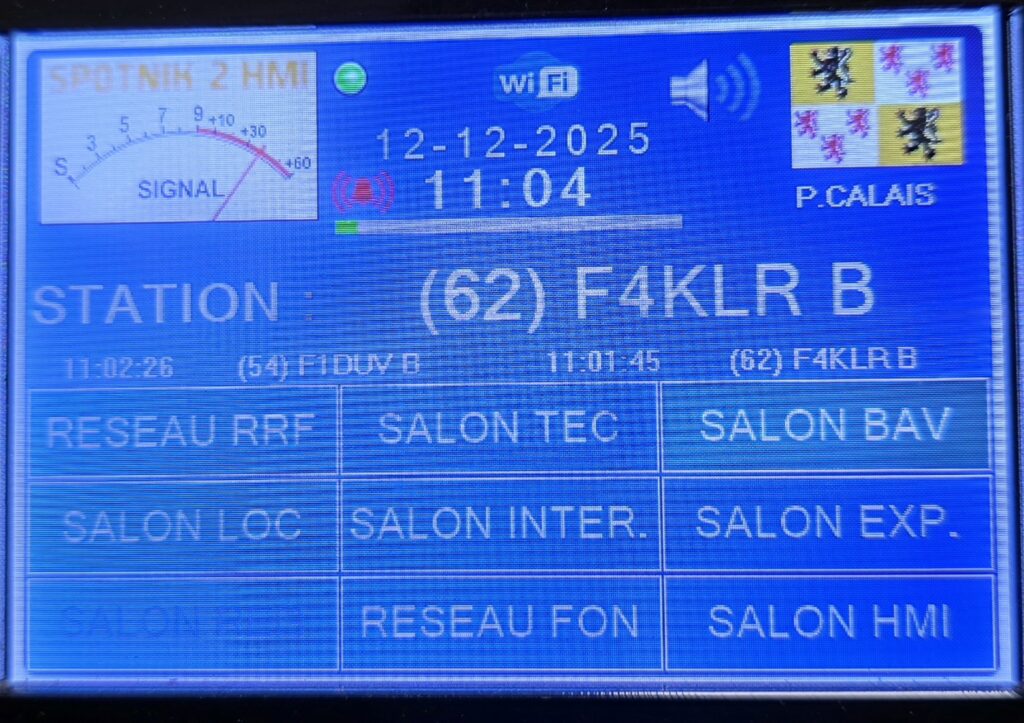 SPOTNIK 2 HMI
S 3 5 7 9 +10 +30 +60
SIGNAL
WiFi
12-12-2025
11:04
P.CALAIS
STATION : (62) F4KLR B
11:02:26 (54) F1DUV B 11:01:45 (62) F4KLR B
RESEAU RRF SALON TEC SALON BAV
SALON LOC SALON INTER. SALON EXP.
SALON RESEAU FON SALON HMI